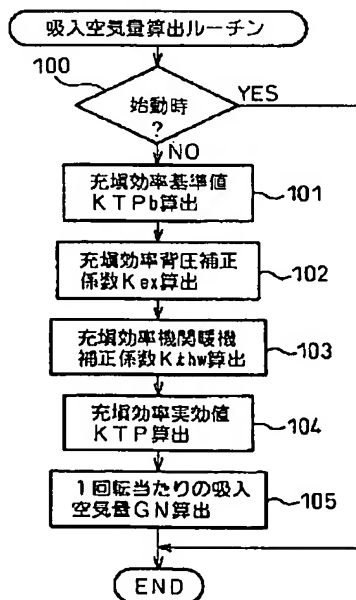 吸入空気量算出ルーチン
100
始動時
?
YES
NO
充填効率基準値
KTPb算出
101
充填効率背圧補正
係数Kex算出
102
充填効率機関暖機
補正係数Kthw算出
103
充填効率実効値
KTP算出
104
1回転当たりの吸入
空気量GN算出
105
END